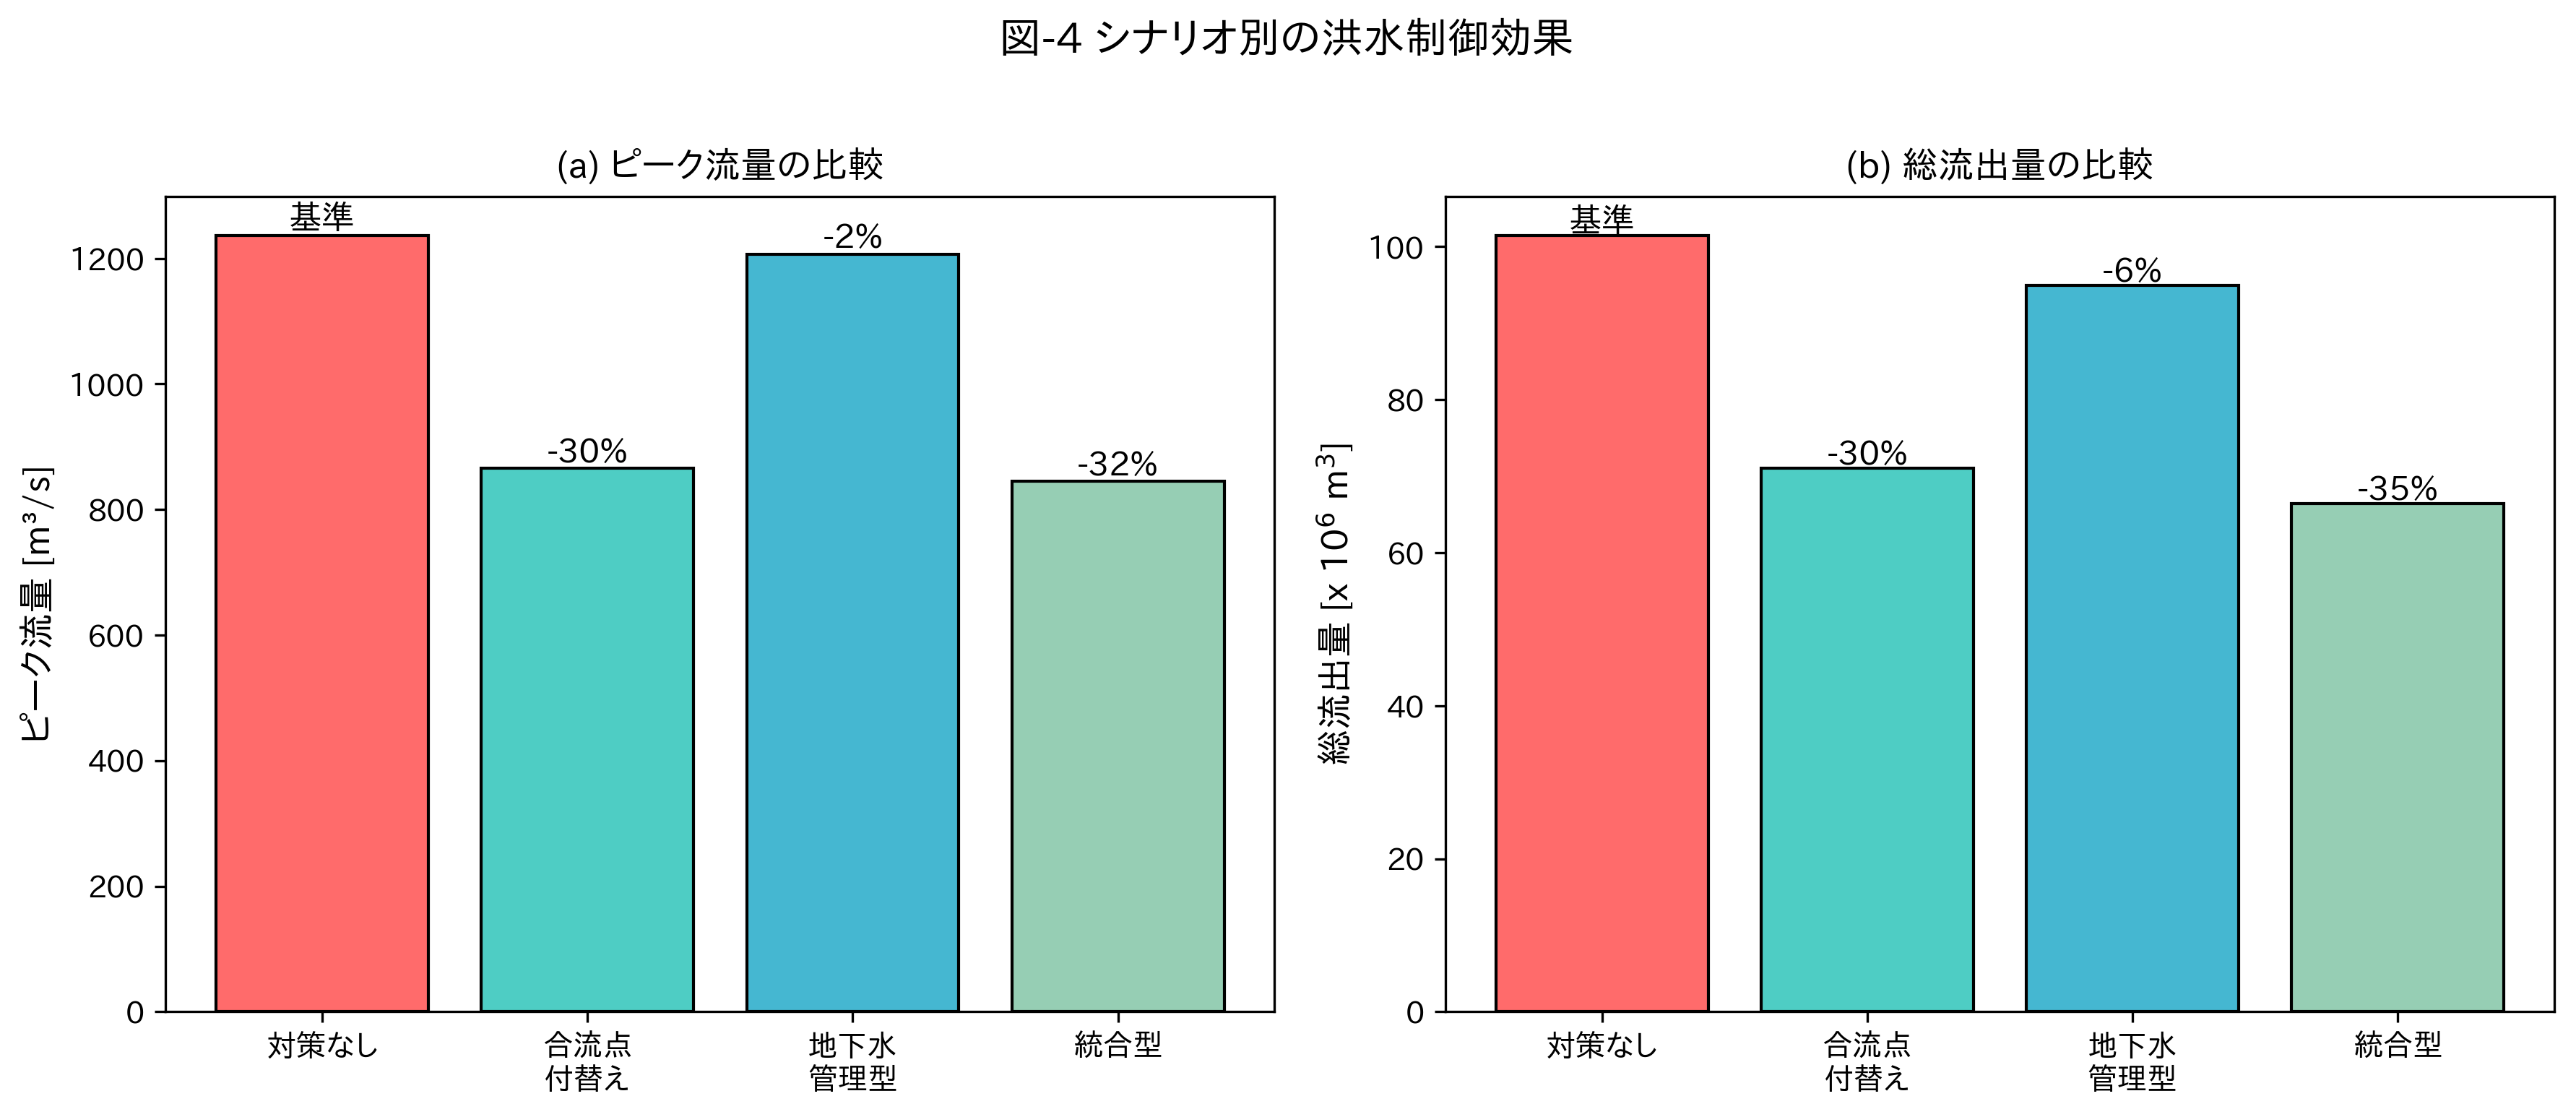 図-4 シナリオ別の洪水制御効果
(a) ピーク流量の比較
ピーク流量 [m³/s]
1200
1000
800
600
400
200
0
基準
-30%
-2%
-32%
対策なし
合流点
付替え
地下水
管理型
統合型
(b) 総流出量の比較
総流出量 [x 10⁶ m³]
100
80
60
40
20
0
基準
-30%
-6%
-35%
対策なし
合流点
付替え
地下水
管理型
統合型